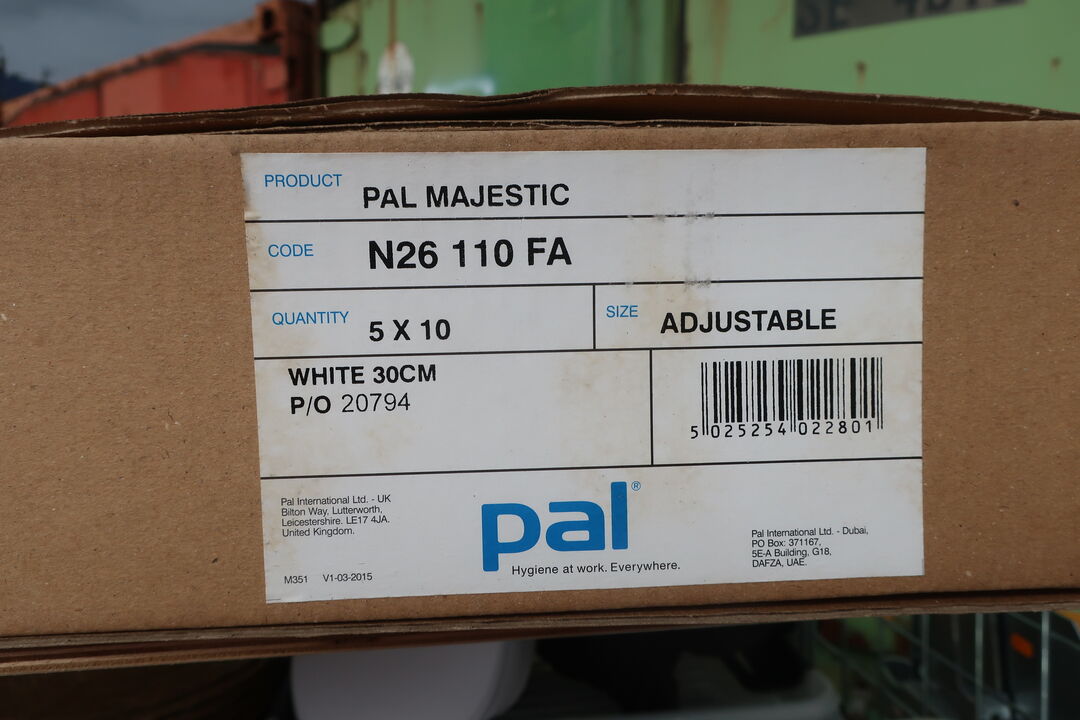 PRODUCT PAL MAJESTIC
CODE N26 110 FA
QUANTITY 5 X 10 SIZE ADJUSTABLE
WHITE 30CM
P/O 20794
5 025254 022801
Pal International Ltd. - UK
Bilton Way, Lutterworth,
Leicestershire. LE17 4JA.
United Kingdom.
M351 V1-03-2015
pal®
Hygiene at work. Everywhere.
Pal International Ltd. - Dubai,
PO Box: 371167,
5E-A Building, G18,
DAFZA, UAE.